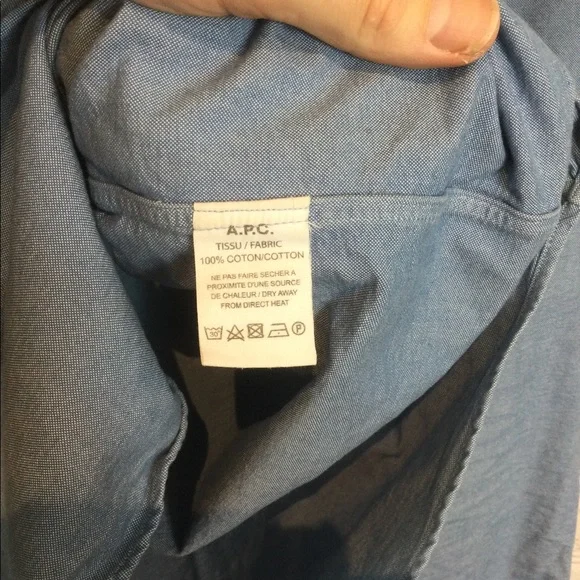 A.P.C.
TISSU / FABRIC
100% COTON/COTTON
NE PAS FAIRE SECHER A
PROXIMITE D'UNE SOURCE
DE CHALEUR / DRY AWAY
FROM DIRECT HEAT
30 P